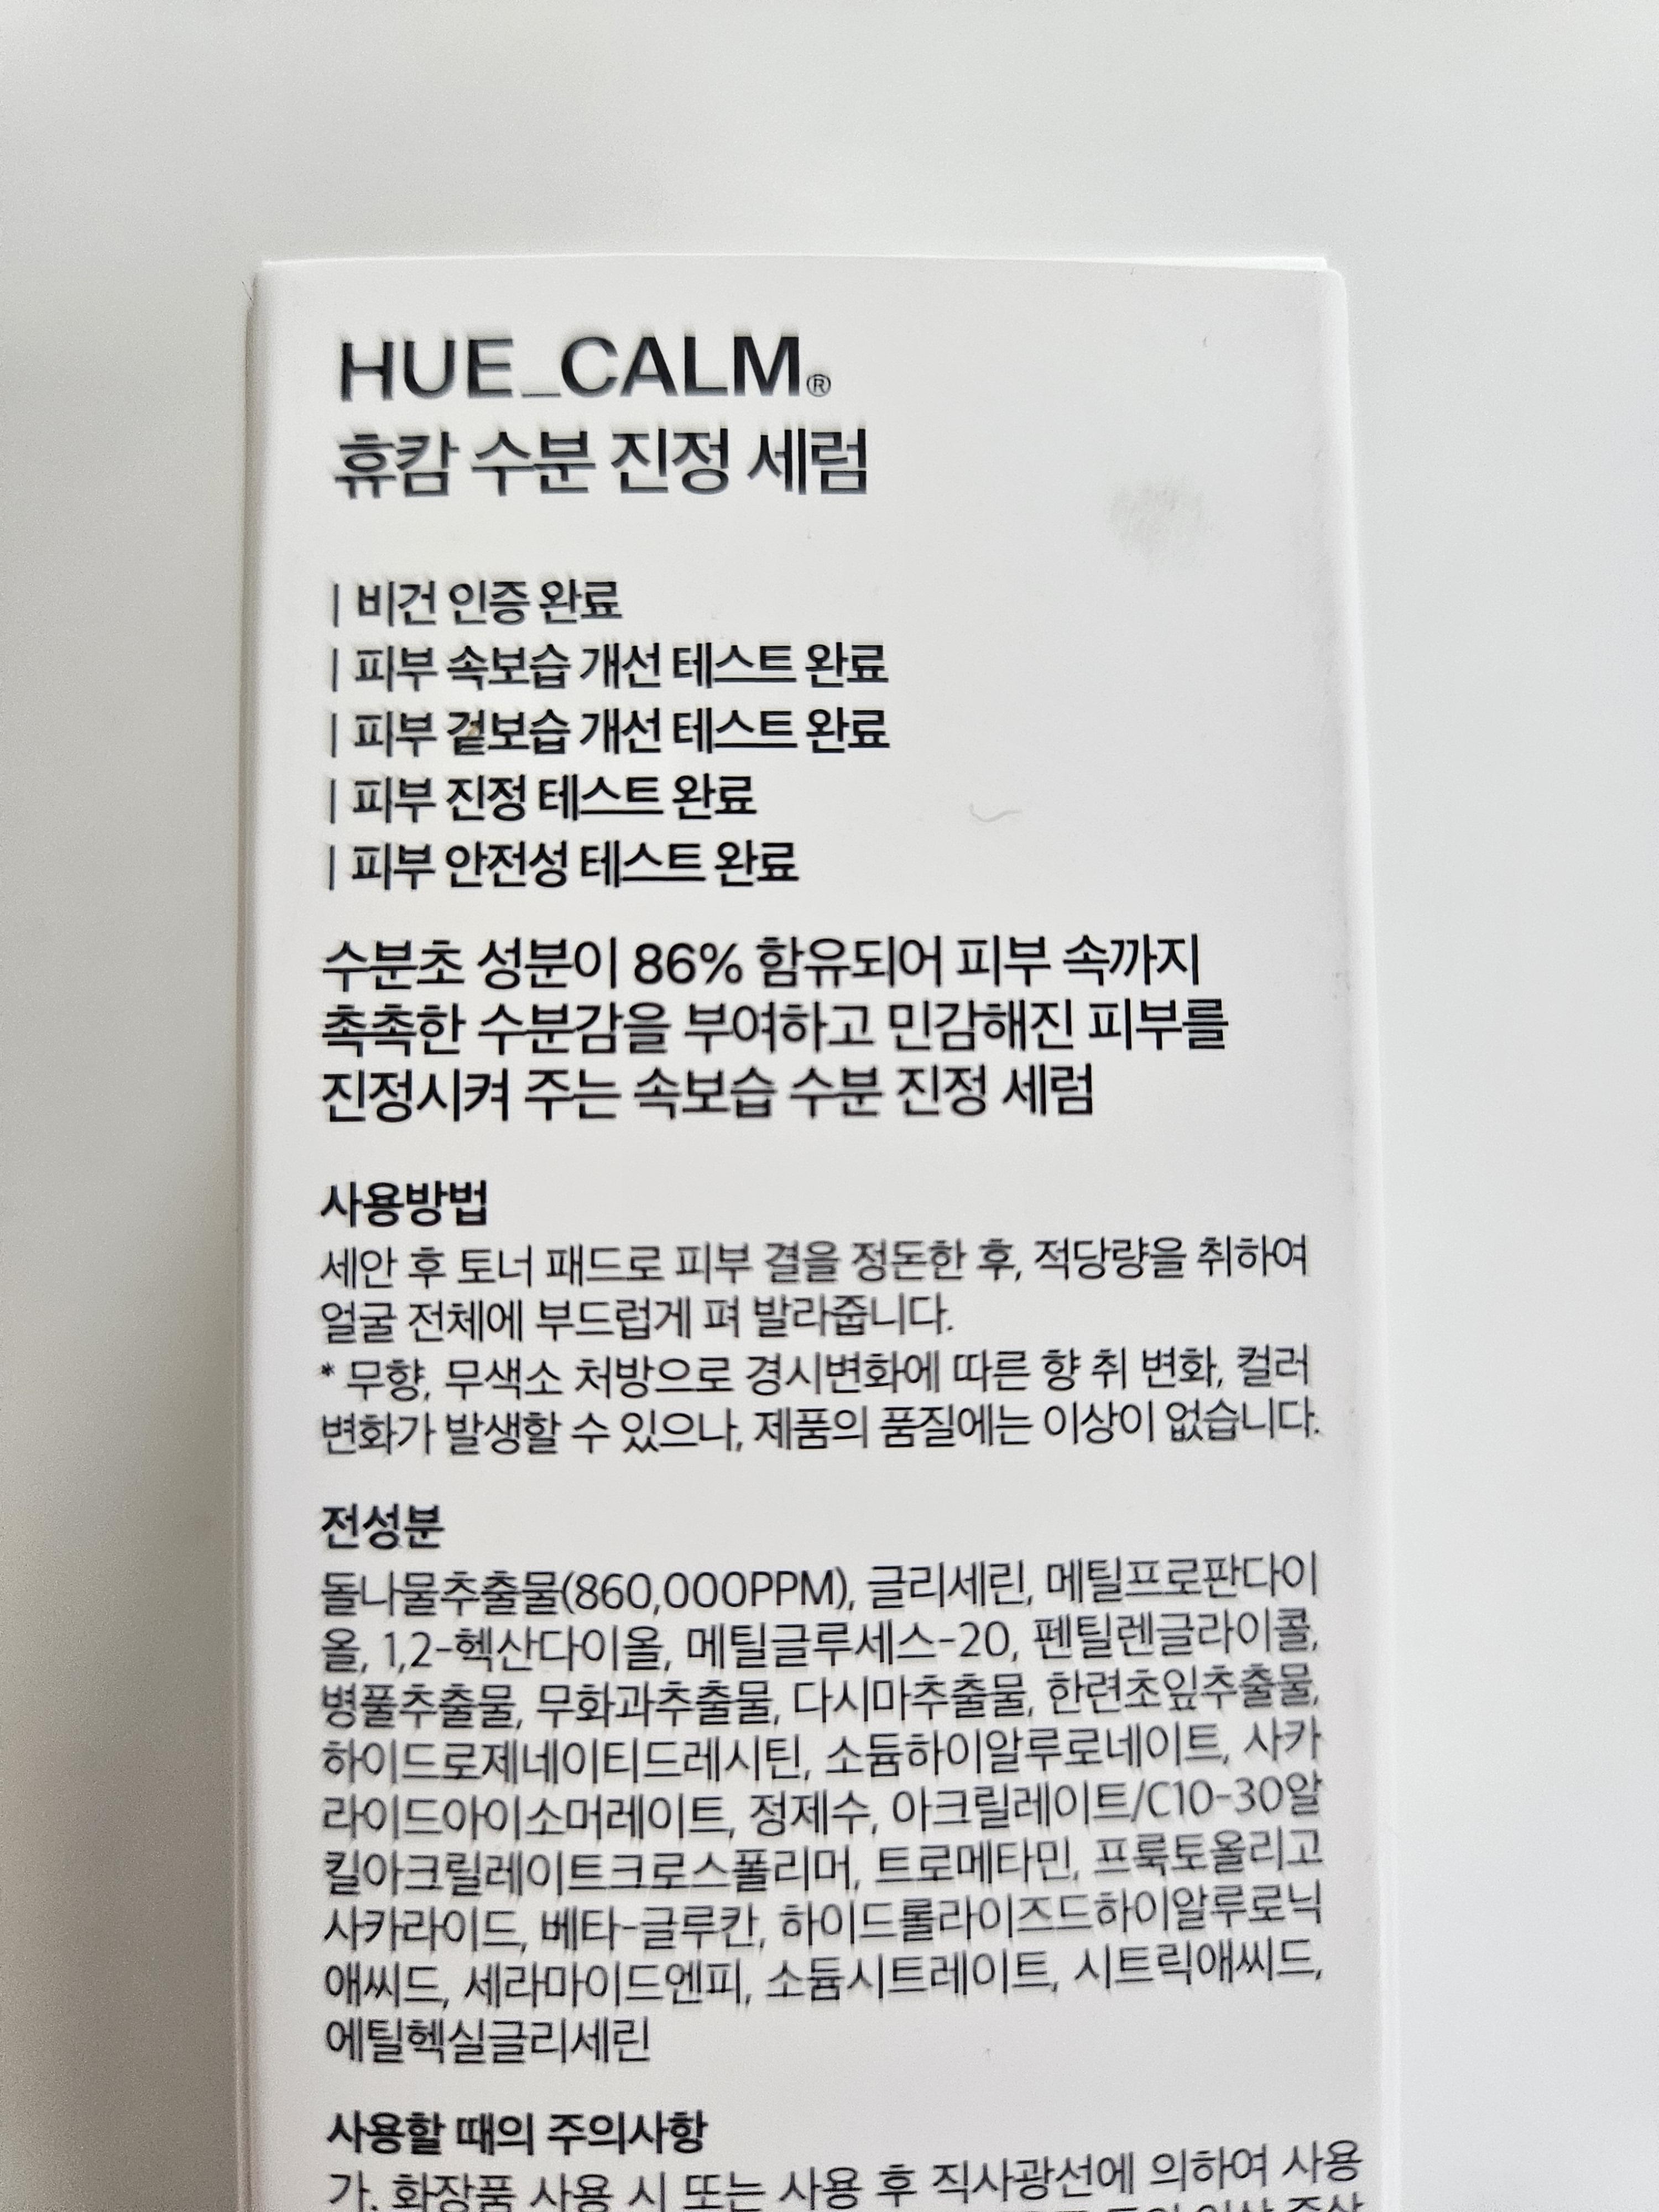 HUE_CALM®
휴캄 수분 진정 세럼
| 비건 인증 완료
| 피부 속보습 개선 테스트 완료
| 피부 겉보습 개선 테스트 완료
| 피부 진정 테스트 완료
| 피부 안전성 테스트 완료
수분초 성분이 86% 함유되어 피부 속까지
촉촉한 수분감을 부여하고 민감해진 피부를
진정시켜 주는 속보습 수분 진정 세럼
사용방법
세안 후 토너 패드로 피부 결을 정돈한 후, 적당량을 취하여
얼굴 전체에 부드럽게 펴 발라줍니다.
* 무향, 무색소 처방으로 경시변화에 따른 향 취 변화, 컬러
변화가 발생할 수 있으나, 제품의 품질에는 이상이 없습니다.
전성분
돌나물추출물(860,000PPM), 글리세린, 메틸프로판다이
올, 1,2-헥산다이올, 메틸글루세스-20, 펜틸렌글라이콜,
병풀추출물, 무화과추출물, 다시마추출물, 한련초잎추출물,
하이드로제네이티드레시틴, 소듐하이알루로네이트, 사카
라이드아이소머레이트, 정제수, 아크릴레이트/C10-30알
킬아크릴레이트크로스폴리머, 트로메타민, 프룩토올리고
사카라이드, 베타-글루칸, 하이드롤라이즈드하이알루로닉
애씨드, 세라마이드엔피, 소듐시트레이트, 시트릭애씨드,
에틸헥실글리세린
사용할 때의 주의사항
가. 화장품 사용 시 또는 사용 후 직사광선에 의하여 사용